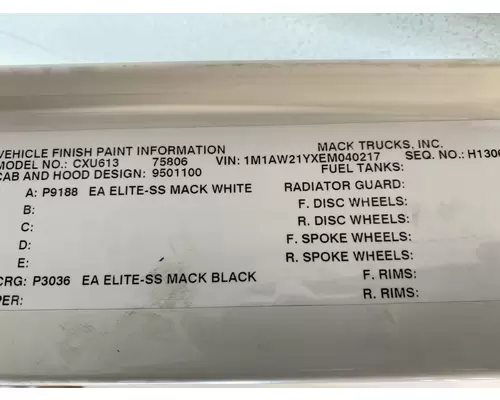 VEHICLE FINISH PAINT INFORMATION MACK TRUCKS, INC.
MODEL NO.: CXU613 75806 VIN: 1M1AW21YXEM040217 SEQ. NO.: H1306
CAB AND HOOD DESIGN: 9501100 FUEL TANKS:
A: P9188 EA ELITE-SS MACK WHITE RADIATOR GUARD:
B: F. DISC WHEELS:
C: R. DISC WHEELS:
D: F. SPOKE WHEELS:
E: R. SPOKE WHEELS:
CRG: P3036 EA ELITE-SS MACK BLACK F. RIMS:
PER: R. RIMS: